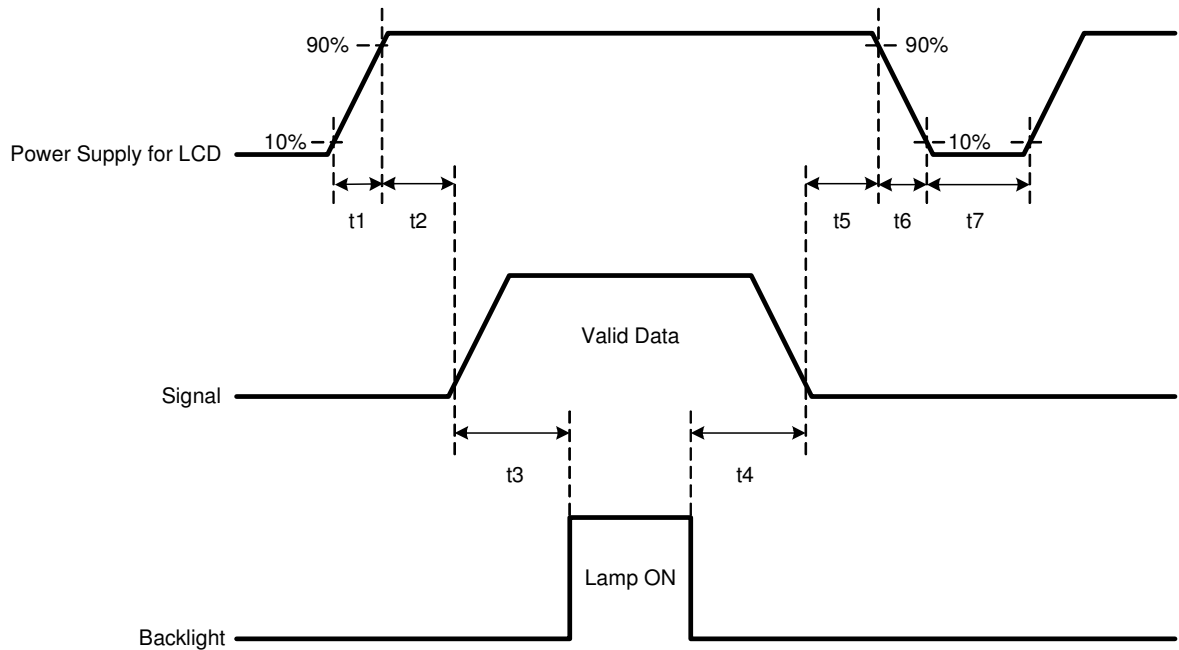 90%
90%
10%
10%
Power Supply for LCD
t1
t2
t5
t6
t7
Valid Data
Signal
t3
t4
Lamp ON
Backlight